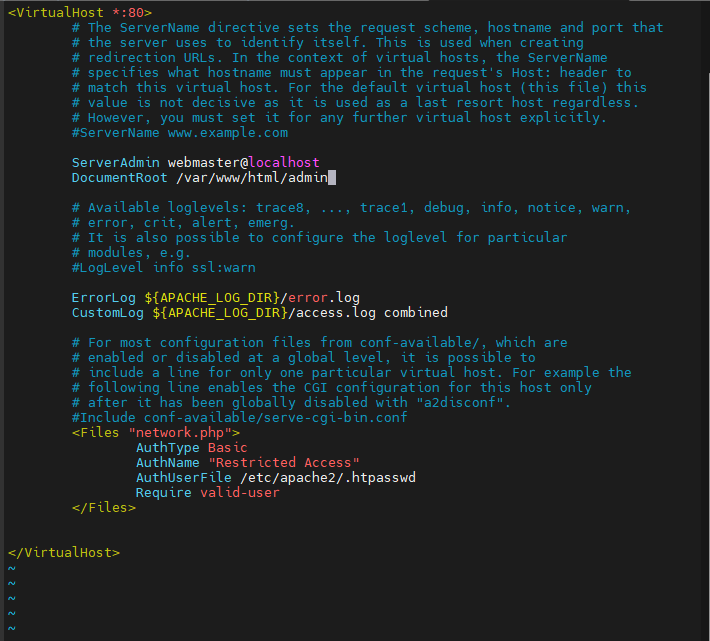 <VirtualHost *:80>
# The ServerName directive sets the request scheme, hostname and port that
# the server uses to identify itself. This is used when creating
# redirection URLs. In the context of virtual hosts, the ServerName
# specifies what hostname must appear in the request's Host: header to
# match this virtual host. For the default virtual host (this file) this
# value is not decisive as it is used as a last resort host regardless.
# However, you must set it for any further virtual host explicitly.
#ServerName www.example.com
ServerAdmin webmaster@localhost
DocumentRoot /var/www/html/admin
# Available loglevels: trace8, ..., trace1, debug, info, notice, warn,
# error, crit, alert, emerg.
# It is also possible to configure the loglevel for particular
# modules, e.g.
#LogLevel info ssl:warn
ErrorLog ${APACHE_LOG_DIR}/error.log
CustomLog ${APACHE_LOG_DIR}/access.log combined
# For most configuration files from conf-available/, which are
# enabled or disabled at a global level, it is possible to
# include a line for only one particular virtual host. For example the
# following line enables the CGI configuration for this host only
# after it has been globally disabled with "a2disconf".
#Include conf-available/serve-cgi-bin.conf
<Files "network.php">
AuthType Basic
AuthName "Restricted Access"
AuthUserFile /etc/apache2/.htpasswd
Require valid-user
</Files>
</VirtualHost>
~
~
~
~
~